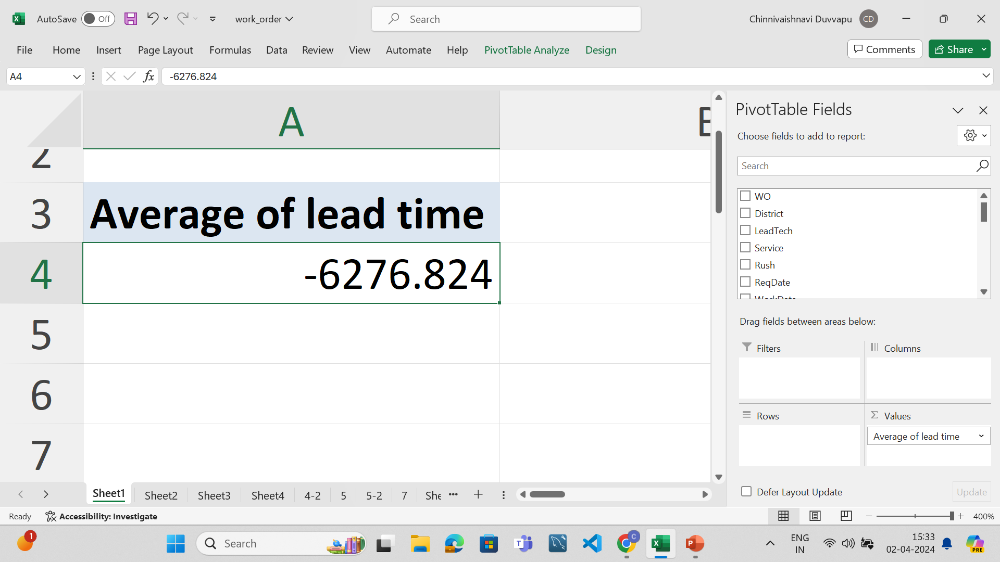 AutoSave Off work_order Search Chinnivaishnavi Duvvapu CD
File Home Insert Page Layout Formulas Data Review View Automate Help PivotTable Analyze Design Comments Share
A4 fx -6276.824
A
2
3 Average of lead time
4 -6276.824
5
6
7
PivotTable Fields
Choose fields to add to report:
Search
WO
District
LeadTech
Service
Rush
ReqDate
WorkDate
Drag fields between areas below:
Filters Columns
Rows Values
Average of lead time
Defer Layout Update Update
Sheet1 Sheet2 Sheet3 Sheet4 4-2 5 5-2 7 She ...
Ready Accessibility: Investigate 400%
1 Search ENG 15:33
IN 02-04-2024 PRE